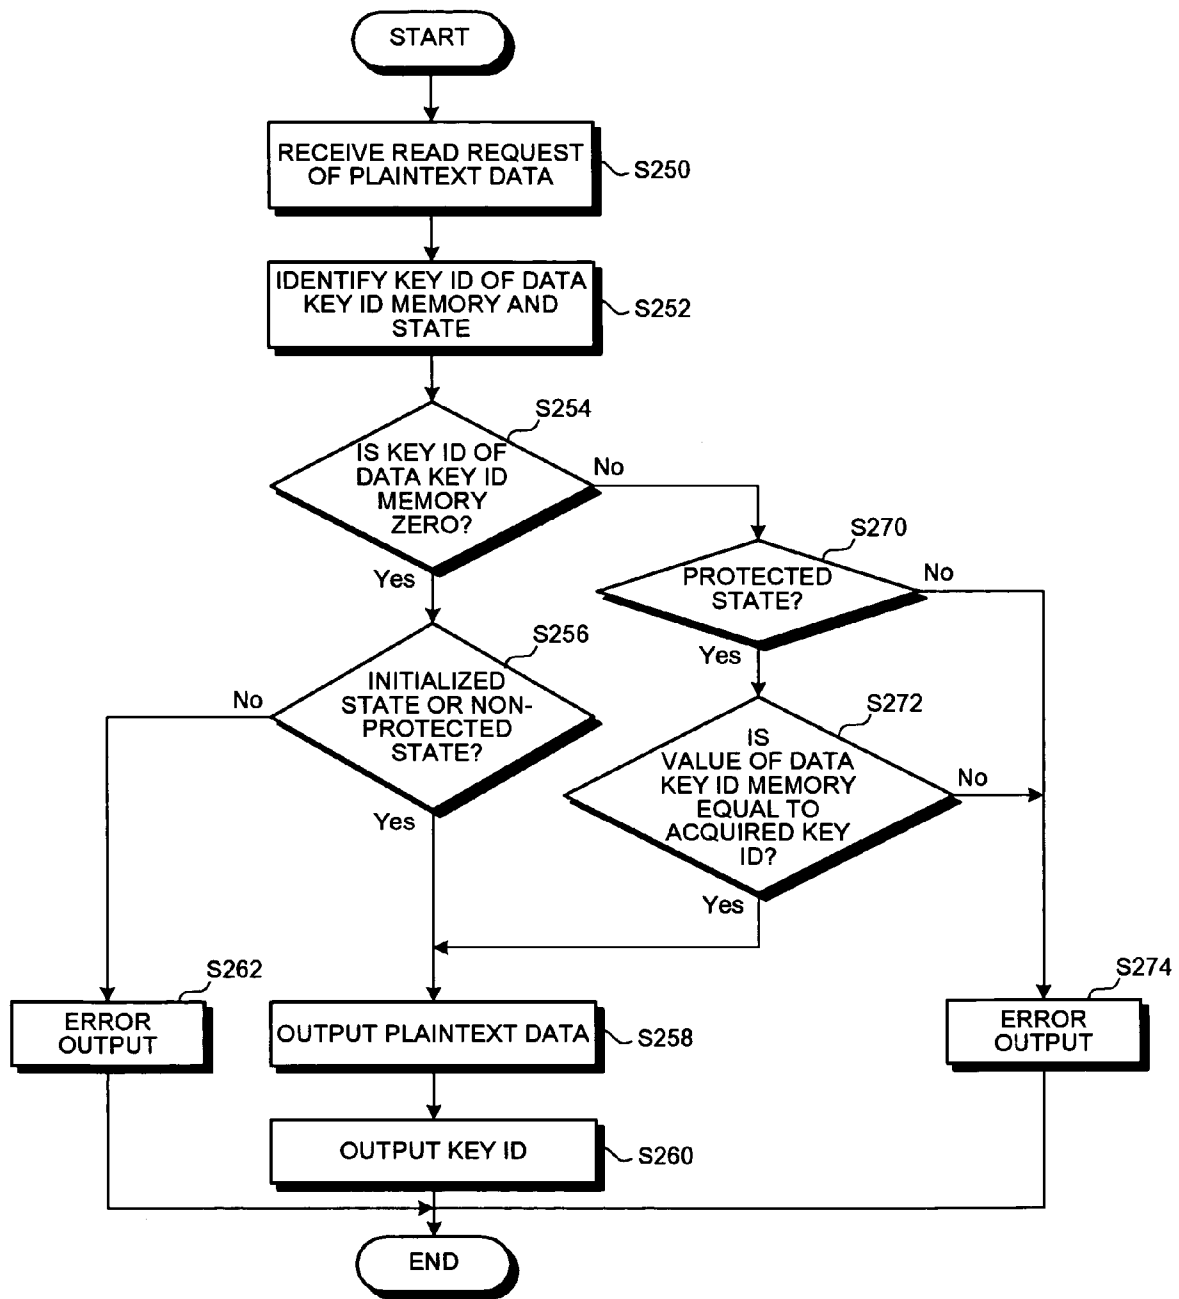 START
RECEIVE READ REQUEST
OF PLAINTEXT DATA
S250
IDENTIFY KEY ID OF DATA
KEY ID MEMORY AND
STATE
S252
S254
IS KEY ID OF
DATA KEY ID
MEMORY
ZERO?
No
Yes
S270
PROTECTED
STATE?
No
Yes
S256
INITIALIZED
STATE OR NON-
PROTECTED
STATE?
No
Yes
S272
IS
VALUE OF DATA
KEY ID MEMORY
EQUAL TO
ACQUIRED KEY
ID?
No
Yes
S262
ERROR
OUTPUT
OUTPUT PLAINTEXT DATA
S258
S274
ERROR
OUTPUT
OUTPUT KEY ID
S260
END